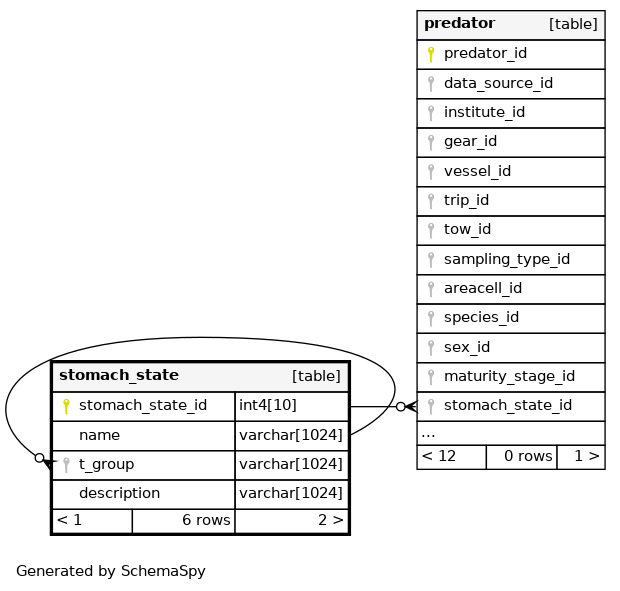 predator [table]
predator_id
data_source_id
institute_id
gear_id
vessel_id
trip_id
tow_id
sampling_type_id
areacell_id
species_id
sex_id
maturity_stage_id
stomach_state_id
...
< 12 0 rows 1 >
stomach_state [table]
stomach_state_id int4[10]
name varchar[1024]
t_group varchar[1024]
description varchar[1024]
< 1 6 rows 2 >
Generated by SchemaSpy